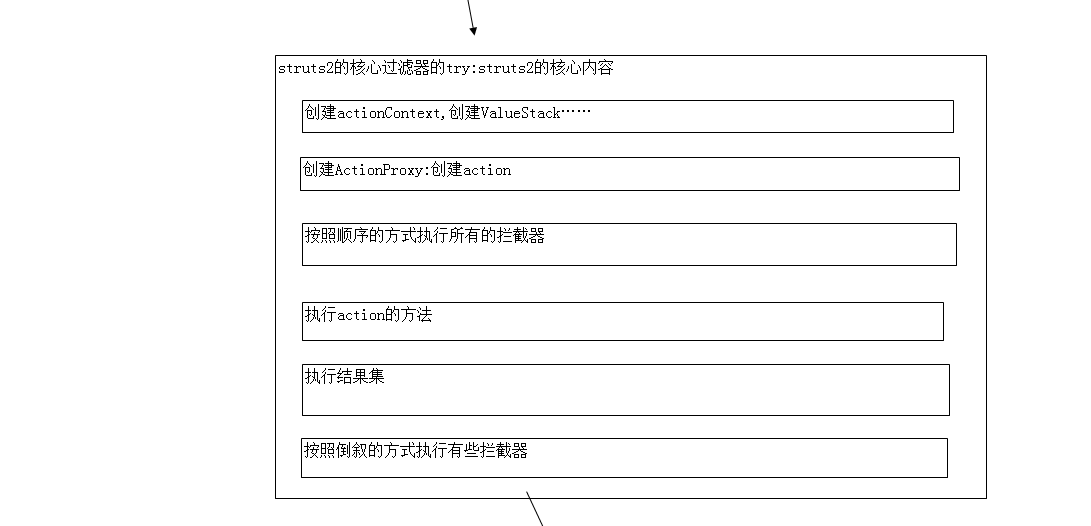 struts2的核心过滤器的try:struts2的核心内容
创建actionContext,创建ValueStack……
创建ActionProxy:创建action
按照顺序的方式执行所有的拦截器
执行action的方法
执行结果集
按照倒叙的方式执行有些拦截器